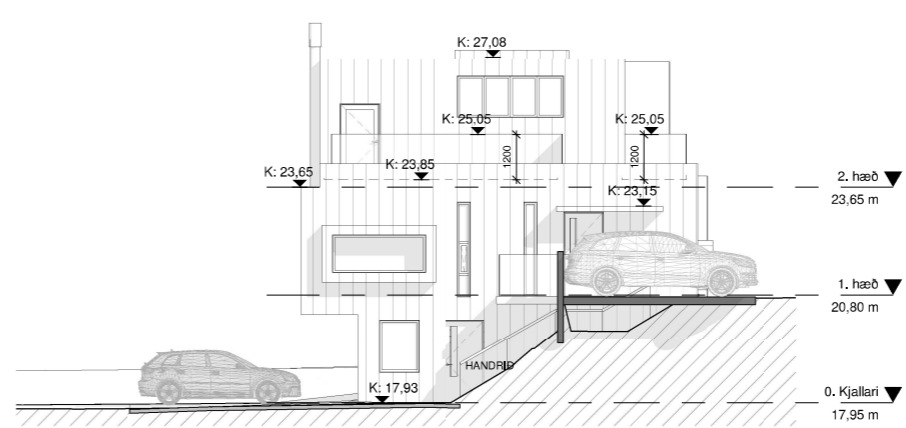 K: 27,08
K: 25,05
K: 25,05
1200
1200
K: 23,65
K: 23,85
K: 23,15
2. hæð
23,65 m
1. hæð
20,80 m
HANDRIÐ
K: 17,93
0. Kjallari
17,95 m